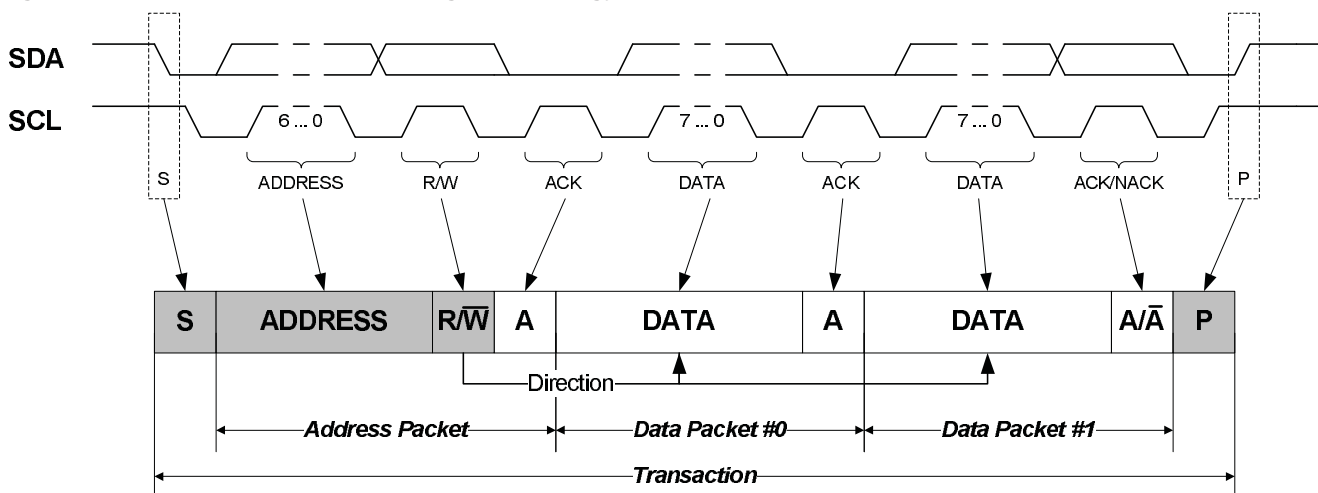 SDA
SCL
6 ... 0
7 ... 0
7 ... 0
S
ADDRESS
R/W
ACK
DATA
ACK
DATA
ACK/NACK
P
S
ADDRESS
R/W̅
A
DATA
A
DATA
A/A̅
P
Direction
Address Packet
Data Packet #0
Data Packet #1
Transaction